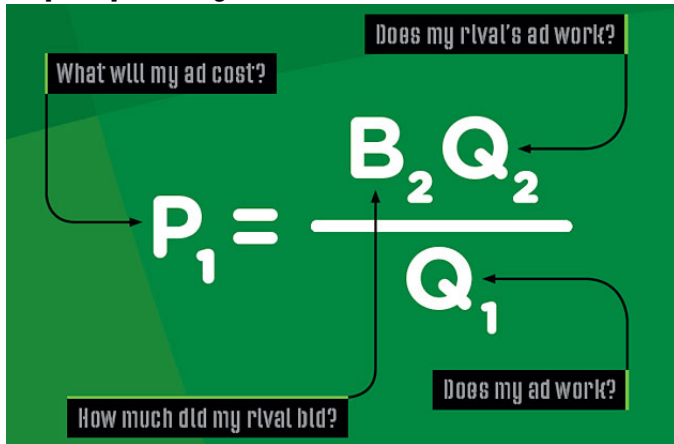 Does my rival's ad work?
What will my ad cost?
P₁ = B₂Q₂
Q₁
Does my ad work?
How much did my rival bid?